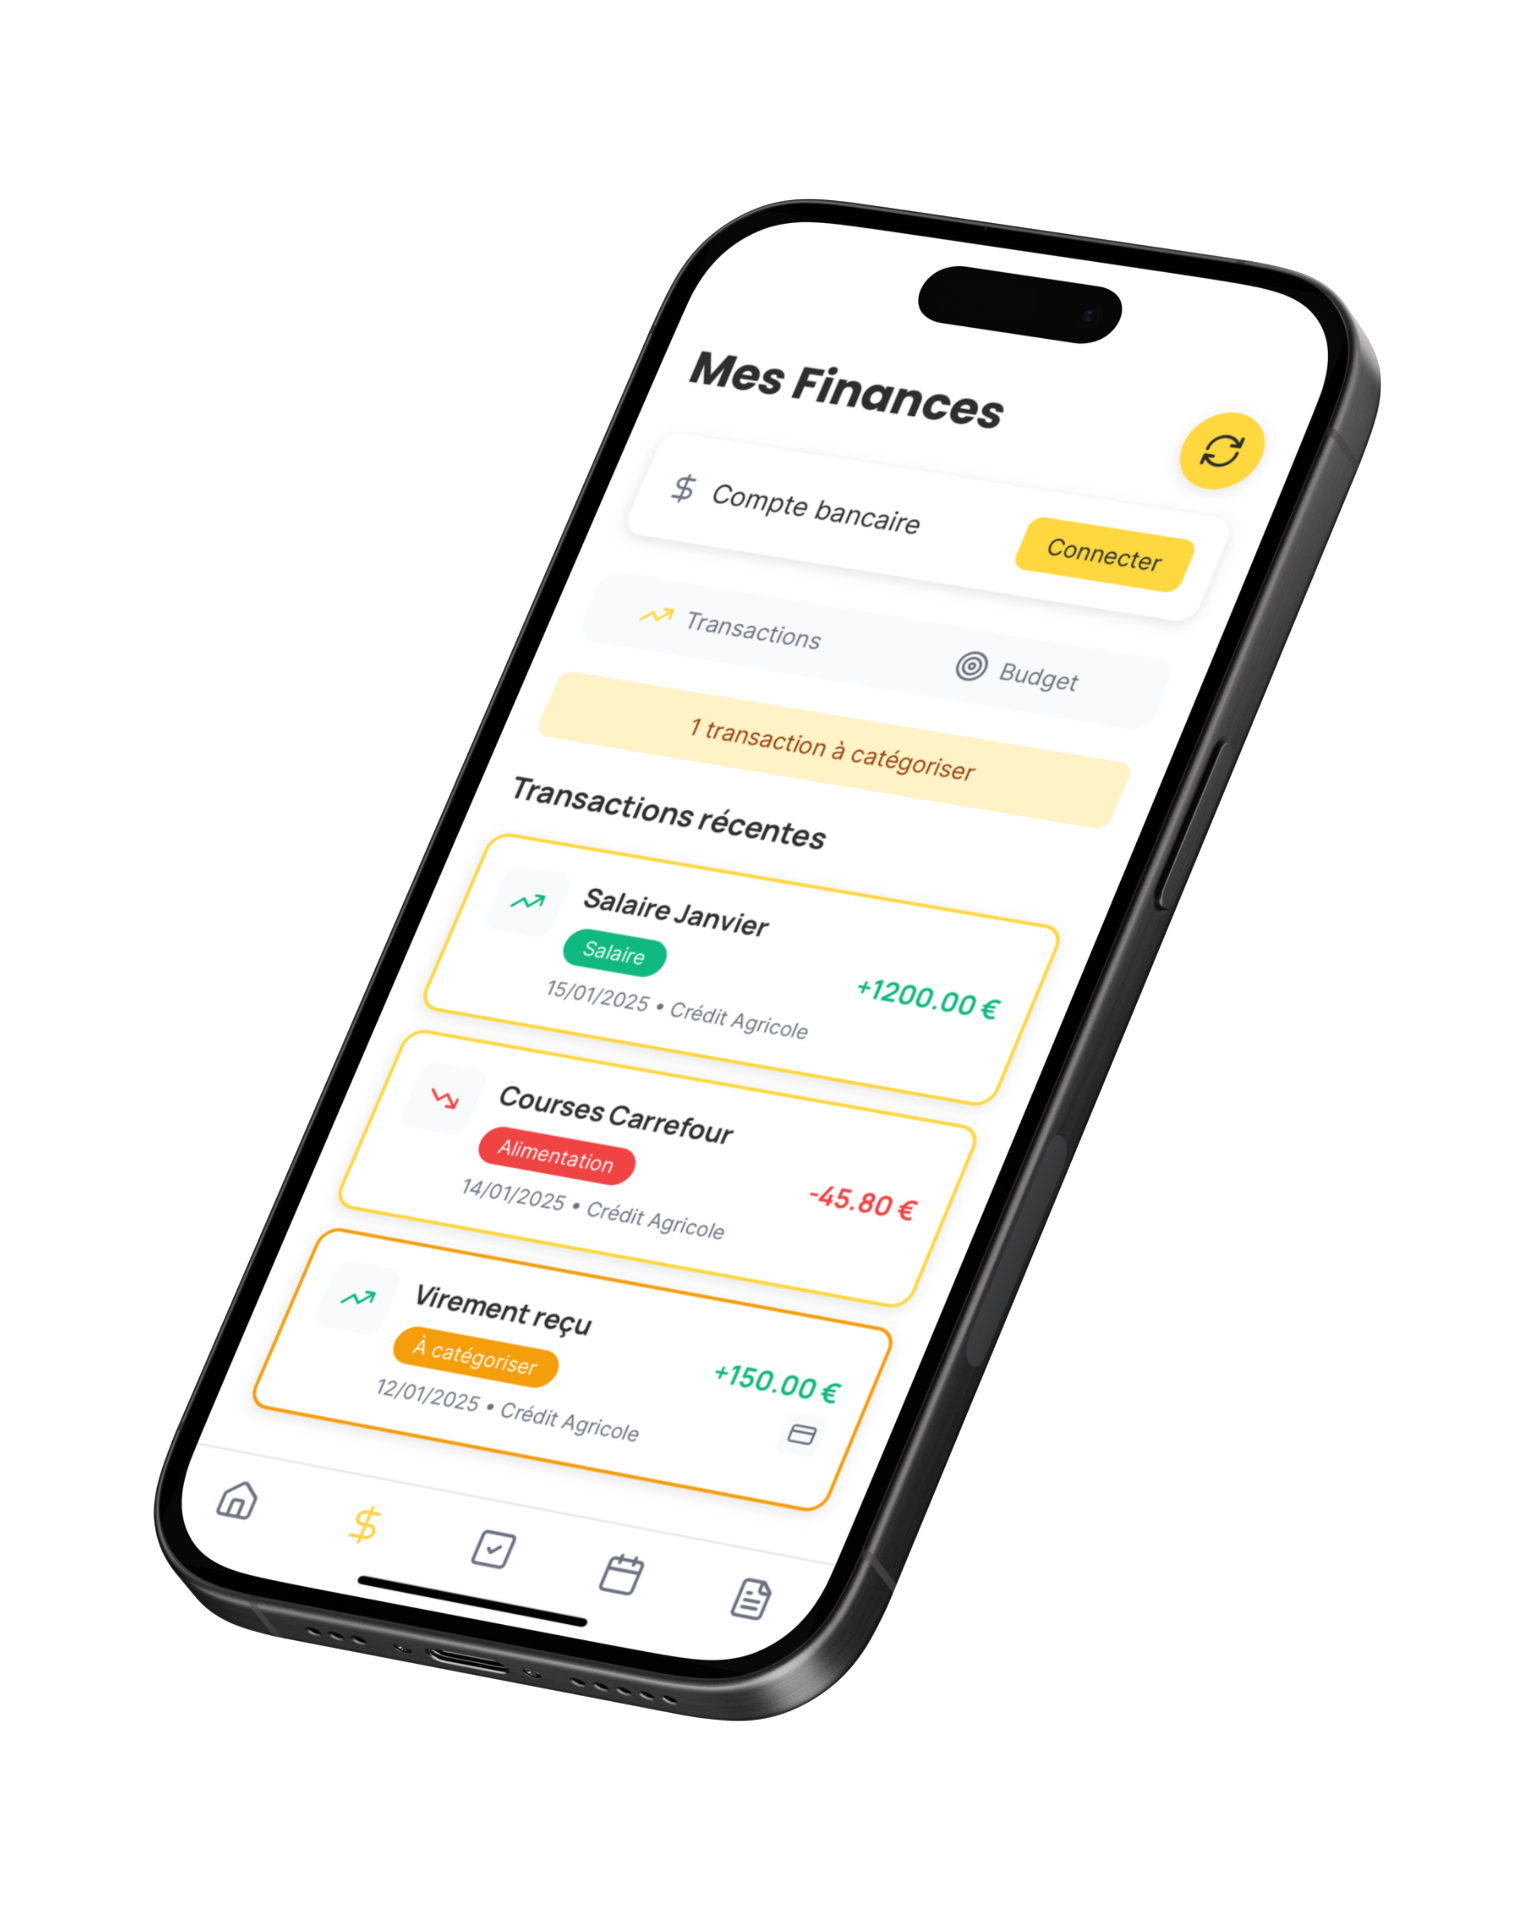 Mes Finances
Compte bancaire
Connecter
Transactions
Budget
1 transaction à catégoriser
Transactions récentes
Salaire Janvier
Salaire
+1200.00 €
15/01/2025 • Crédit Agricole
Courses Carrefour
Alimentation
-45.80 €
14/01/2025 • Crédit Agricole
Virement reçu
À catégoriser
+150.00 €
12/01/2025 • Crédit Agricole